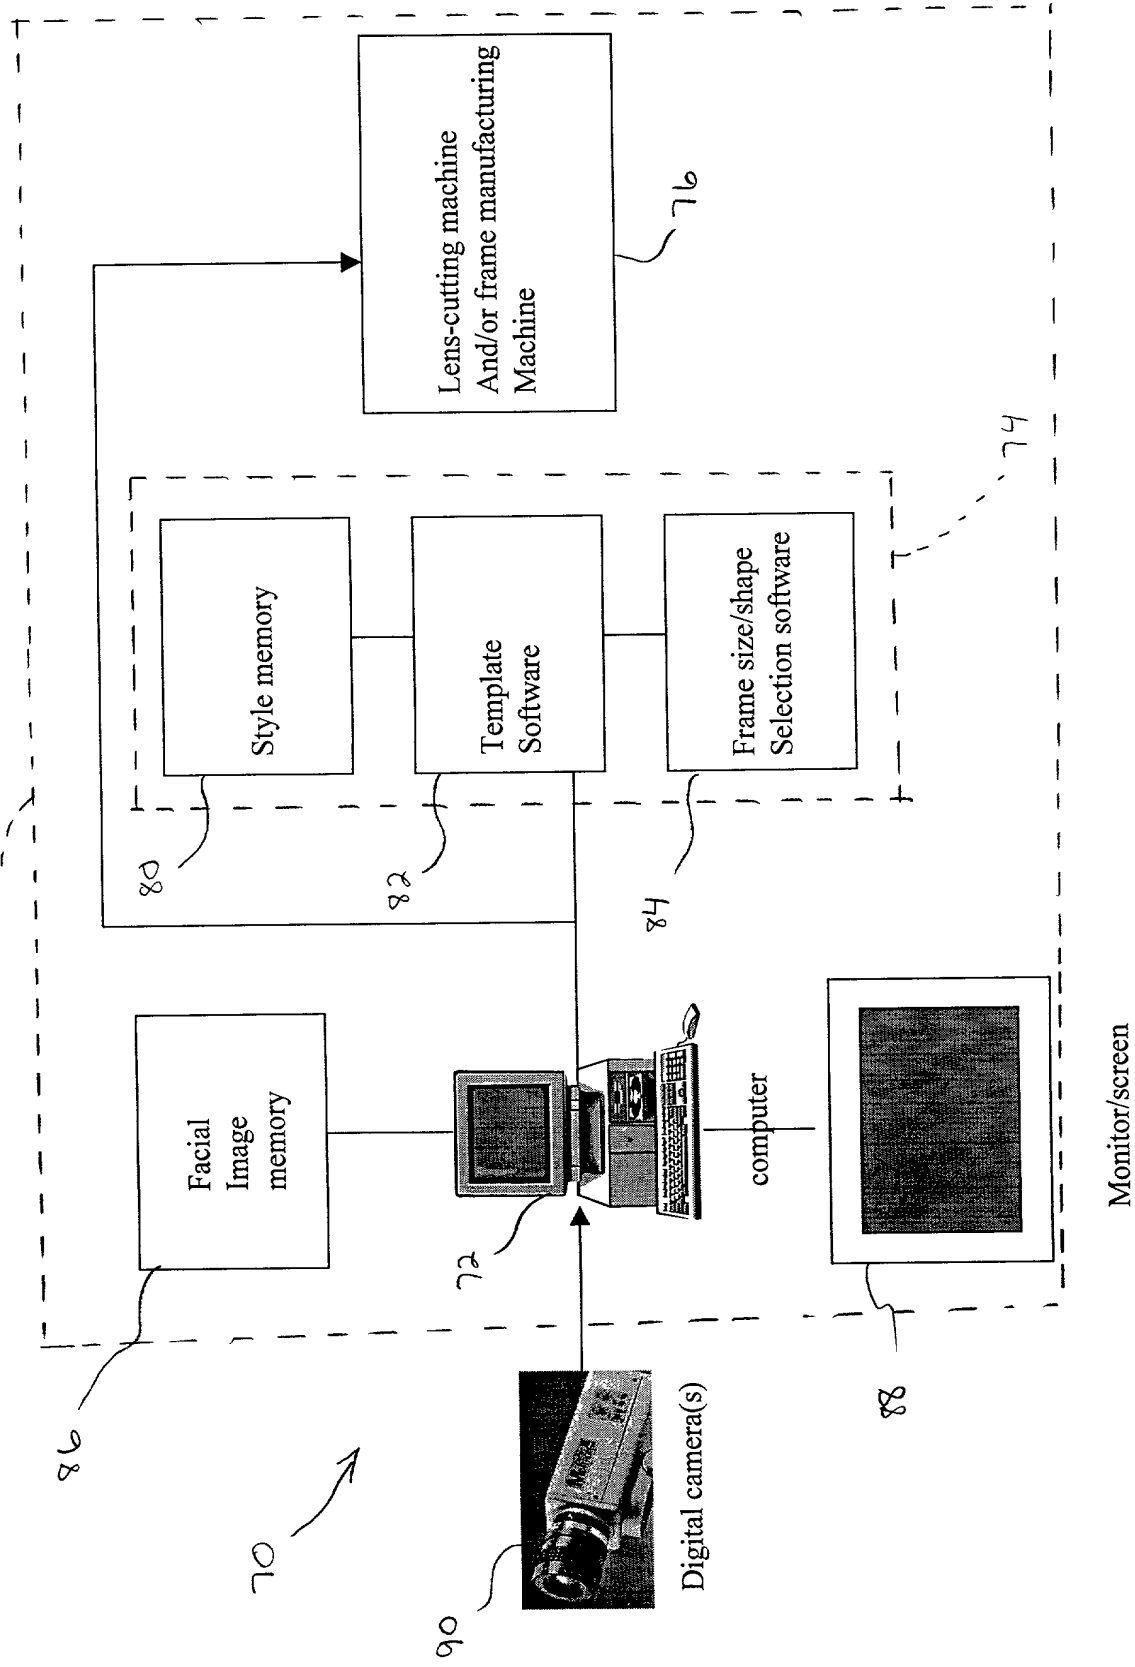 86
80
Facial
Image
memory
Style memory
70
82
90
72
Template
Software
Lens-cutting machine
And/or frame manufacturing
Machine
84
76
Digital camera(s)
computer
Frame size/shape
Selection software
88
74
Monitor/screen